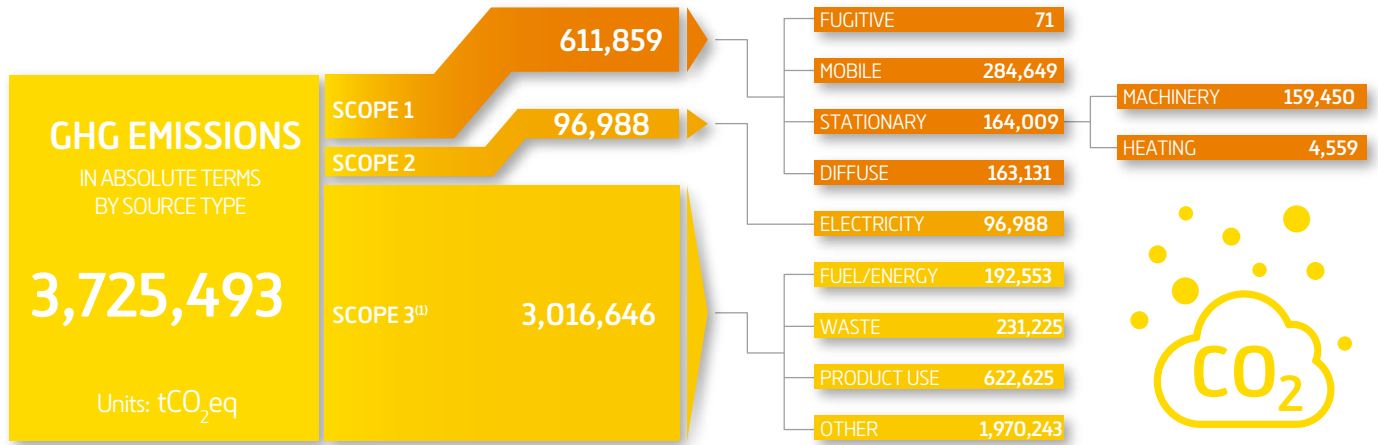 GHG EMISSIONS
IN ABSOLUTE TERMS
BY SOURCE TYPE
3,725,493
Units: tCO₂eq
SCOPE 1
611,859
SCOPE 2
96,988
SCOPE 3⁽¹⁾
3,016,646
FUGITIVE 71
MOBILE 284,649
STATIONARY 164,009
DIFFUSE 163,131
ELECTRICITY 96,988
FUEL/ENERGY 192,553
WASTE 231,225
PRODUCT USE 622,625
OTHER 1,970,243
MACHINERY 159,450
HEATING 4,559
CO₂